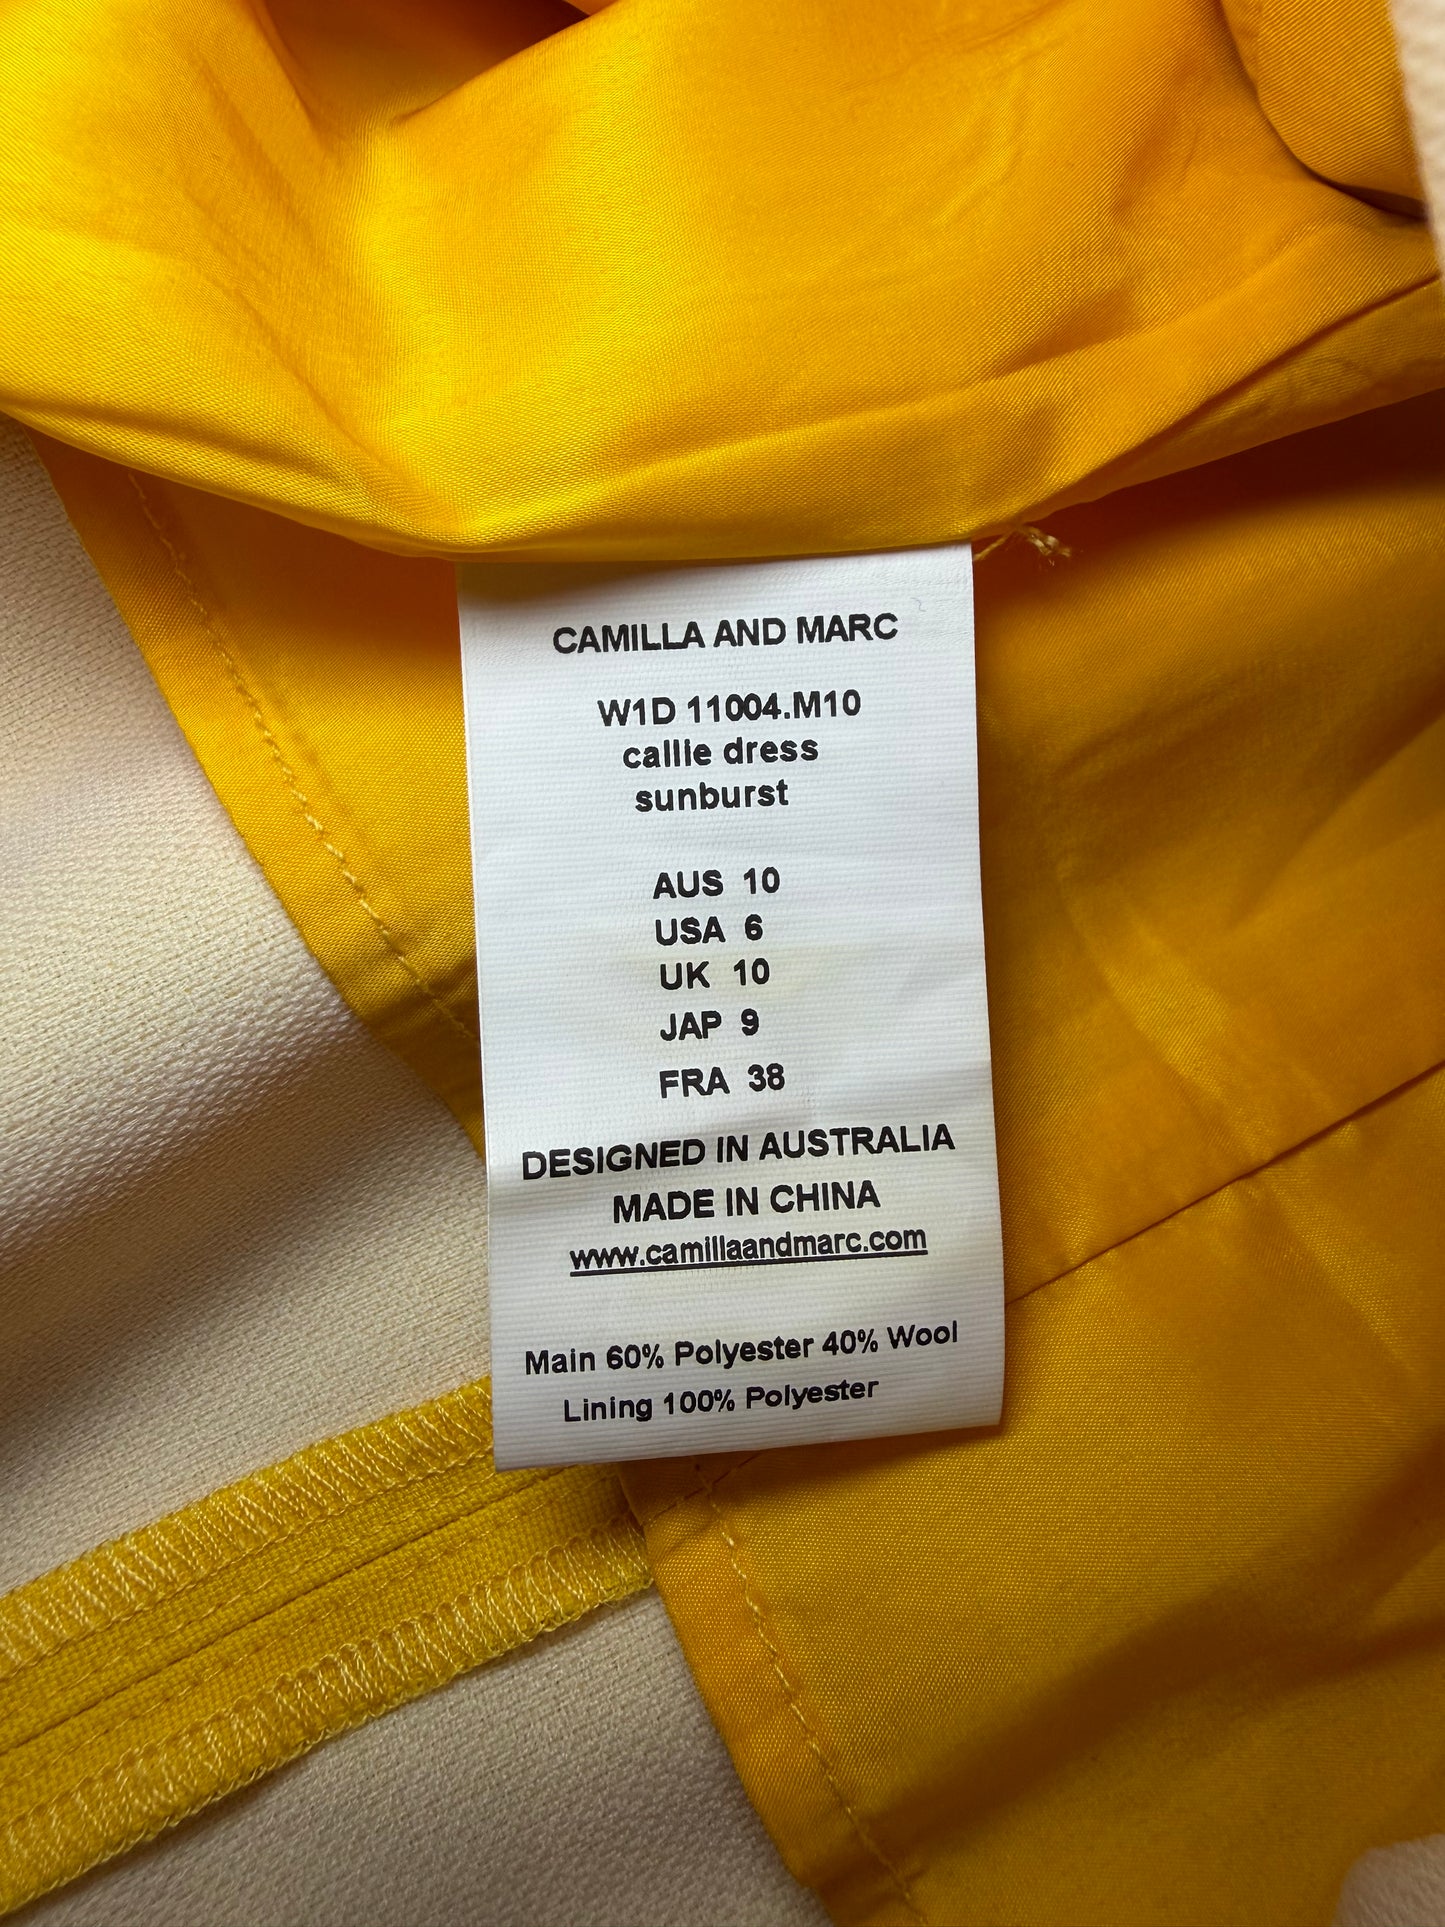 CAMILLA AND MARC
W1D 11004.M10
callie dress
sunburst
AUS 10
USA 6
UK 10
JAP 9
FRA 38
DESIGNED IN AUSTRALIA
MADE IN CHINA
www.camillaandmarc.com
Main 60% Polyester 40% Wool
Lining 100% Polyester